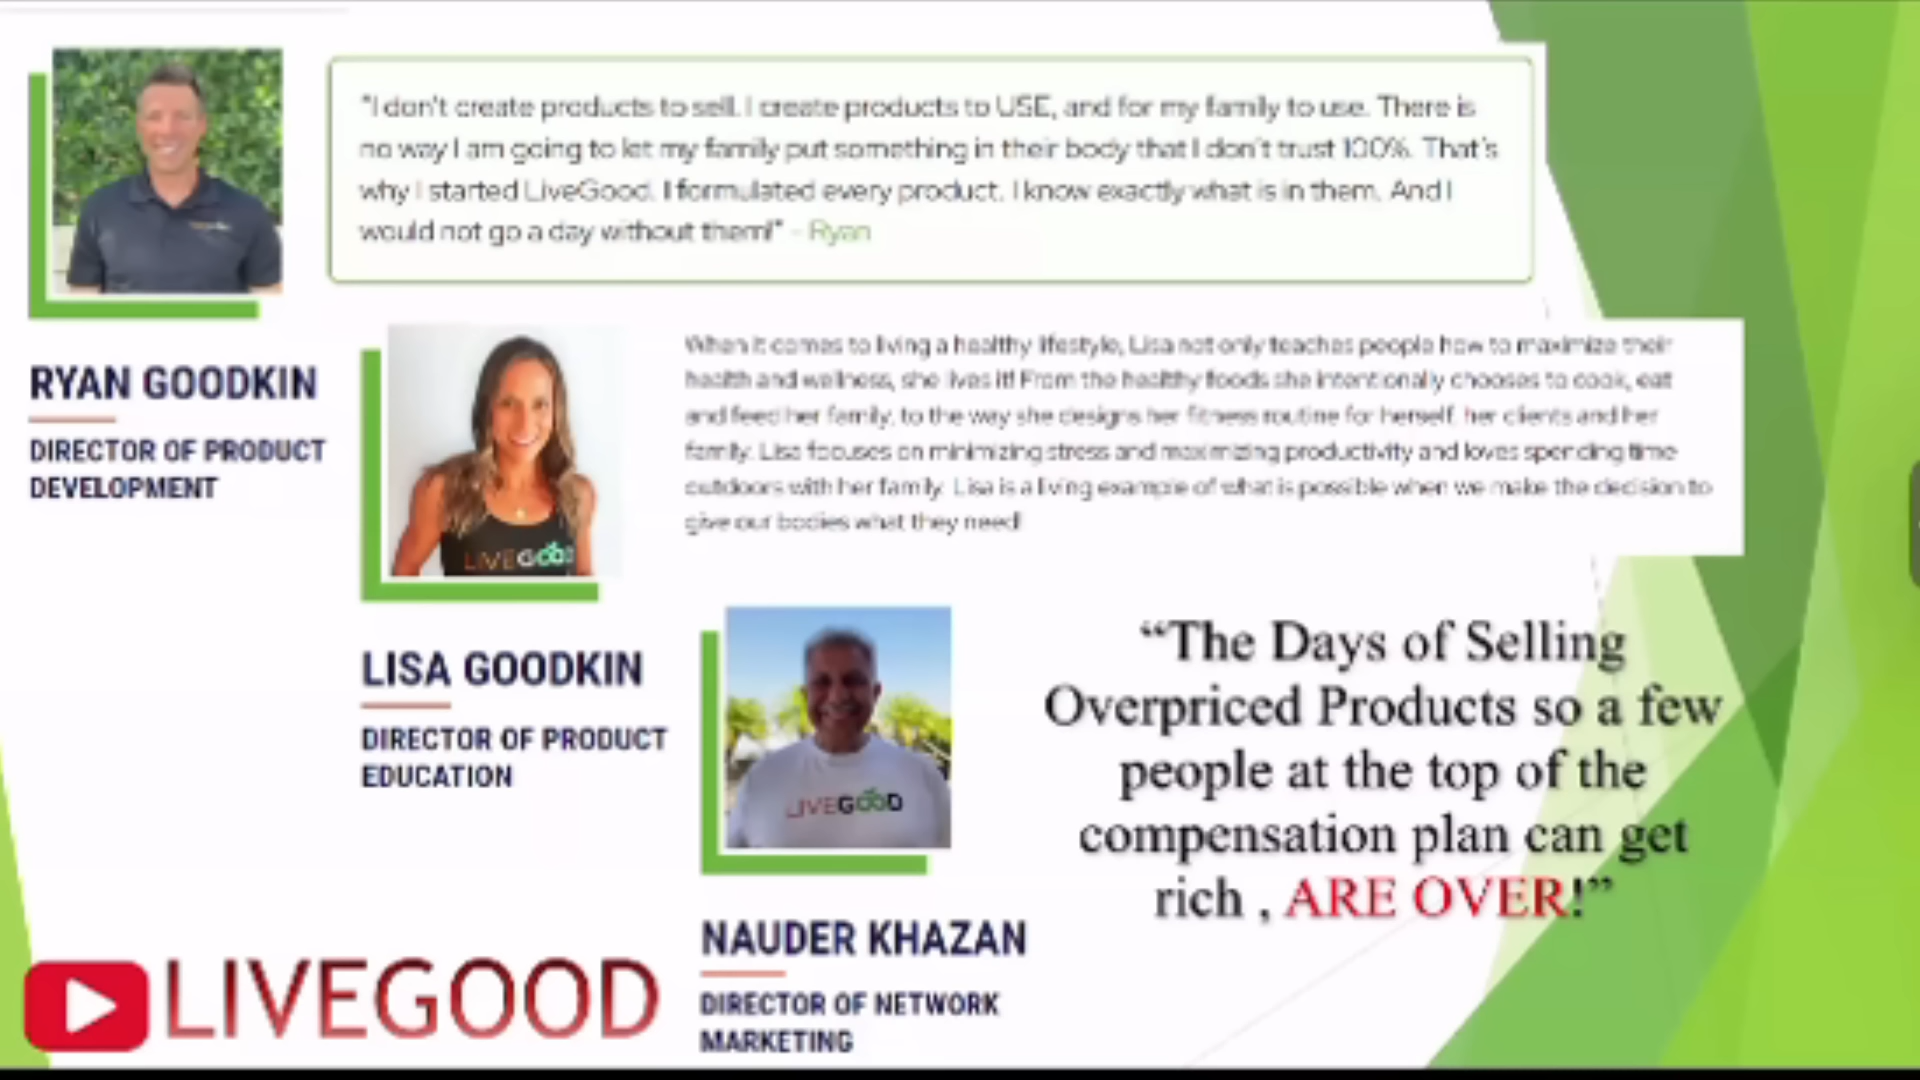 "I don't create products to sell. I create products to USE, and for my family to use. There is
no way I am going to let my family put something in their body that I don't trust 100%. That's
why I started LiveGood. I formulated every product. I know exactly what is in them. And I
would not go a day without them!" - Ryan
RYAN GOODKIN
DIRECTOR OF PRODUCT
DEVELOPMENT
When it comes to living a healthy lifestyle, Lisa not only teaches people how to maximize their
health and wellness, she lives it! From the healthy foods she intentionally chooses to cook, eat
and feed her family, to the way she designs her fitness routine for herself, her clients and her
family. Lisa focuses on minimizing stress and maximizing productivity and loves spending time
outdoors with her family. Lisa is a living example of what is possible when we make the decision to
give our bodies what they need!
LIVEGOOD
LISA GOODKIN
DIRECTOR OF PRODUCT
EDUCATION
LIVEGOOD
“The Days of Selling
Overpriced Products so a few
people at the top of the
compensation plan can get
rich , ARE OVER!”
NAUDER KHAZAN
DIRECTOR OF NETWORK
MARKETING
LIVEGOOD